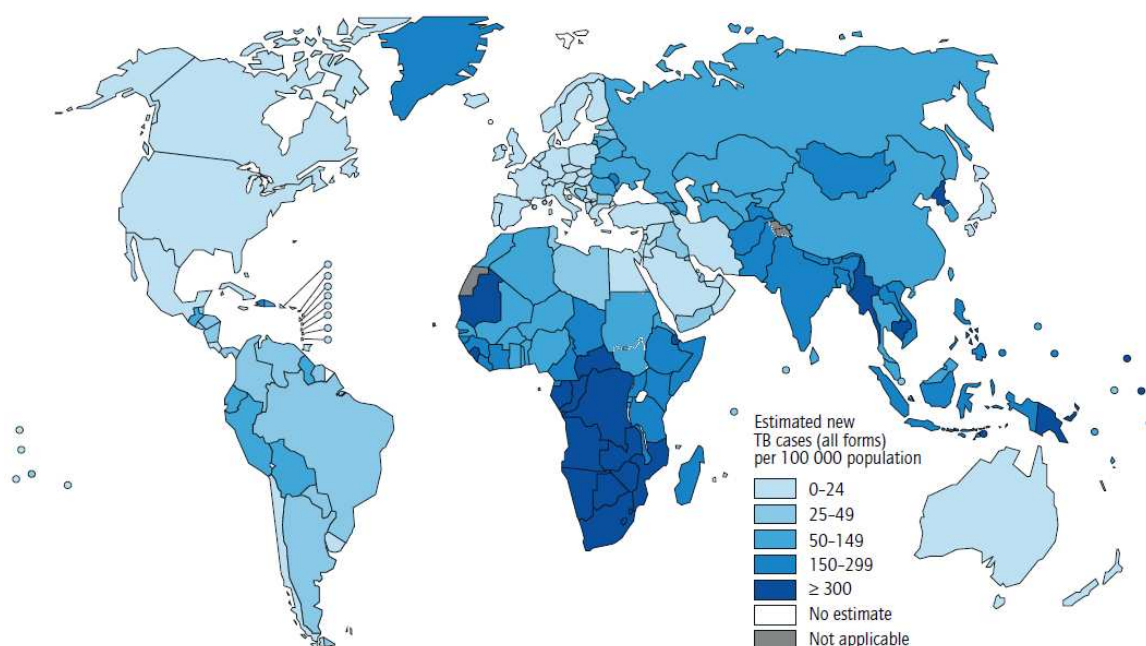 Estimated new
TB cases (all forms)
per 100 000 population
0–24
25–49
50–149
150–299
≥ 300
No estimate
Not applicable